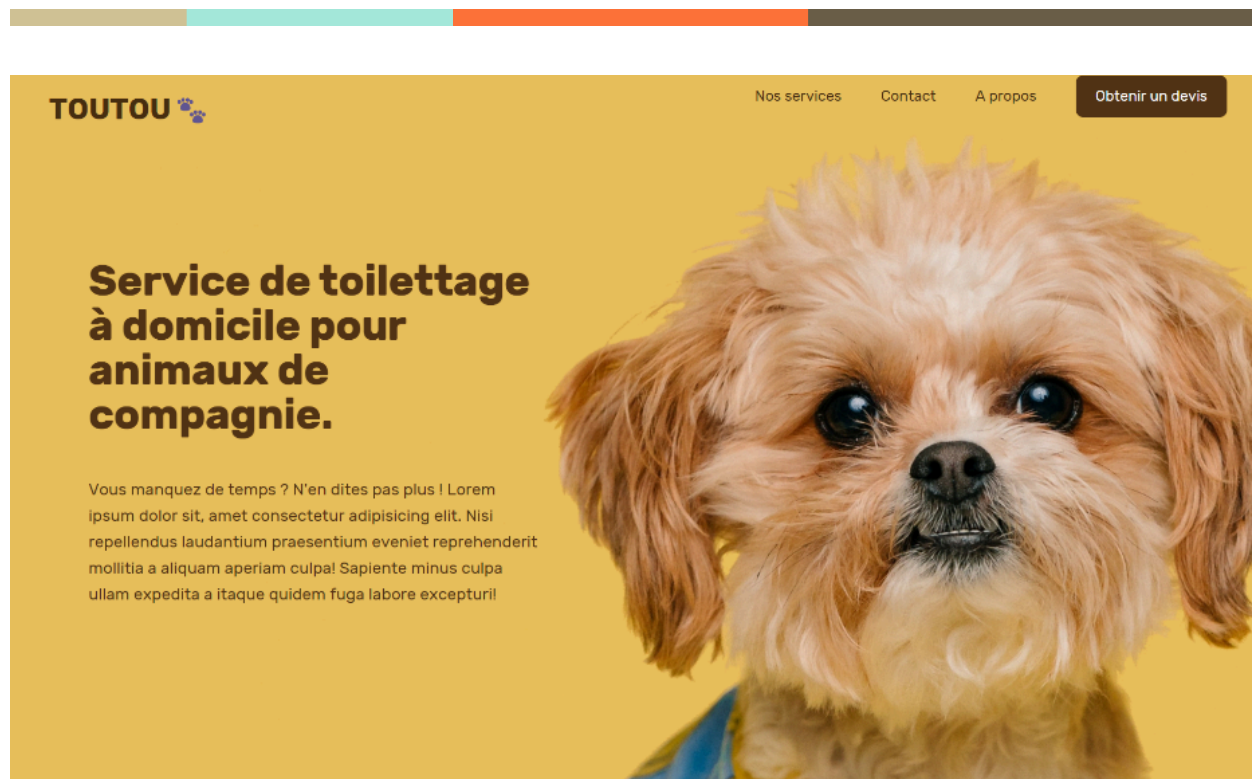 TOUTOU
Nos services
Contact
A propos
Obtenir un devis
Service de toilettage
à domicile pour
animaux de
compagnie.
Vous manquez de temps ? N'en dites pas plus ! Lorem
ipsum dolor sit, amet consectetur adipisicing elit. Nisi
repellendus laudantium praesentium eveniet reprehenderit
mollitia a aliquam aperiam culpa! Sapiente minus culpa
ullam expedita a itaque quidem fuga labore excepturi!